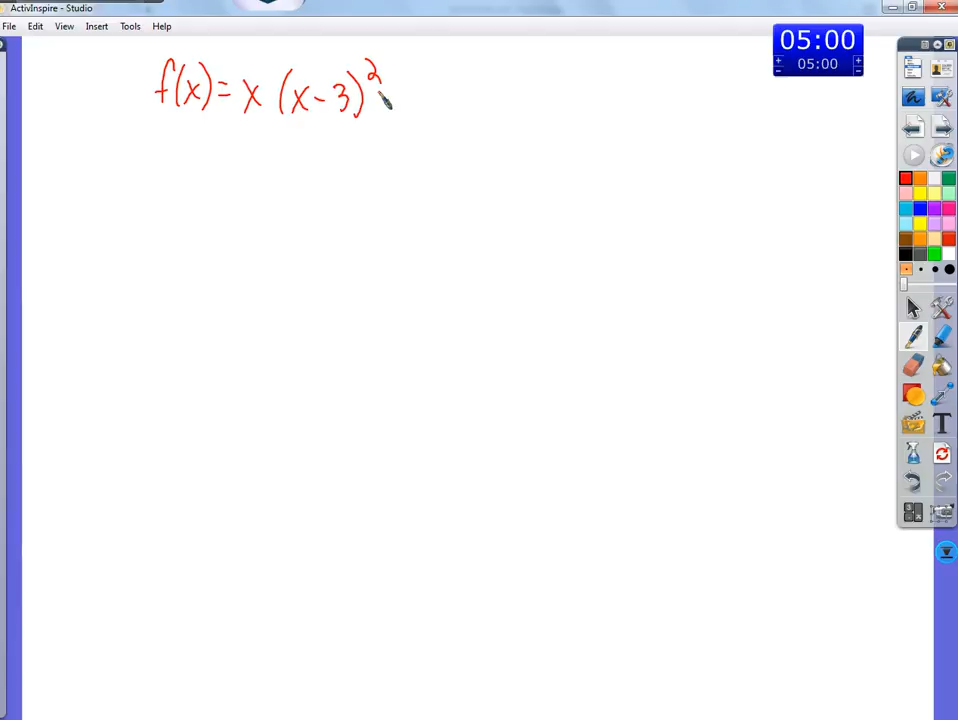 ActivInspire - Studio
File Edit View Insert Tools Help
05:00
05:00
f(x) = x (x - 3)²
T